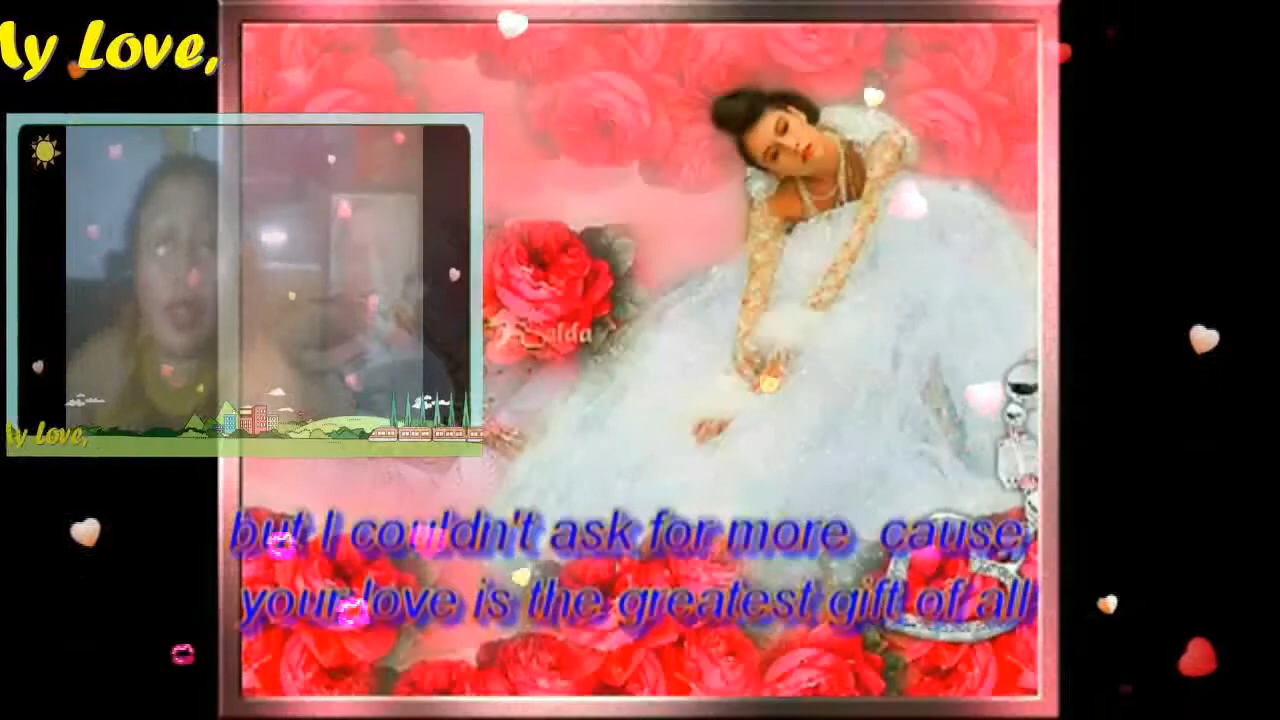 ly Love,
ly Love,
but I couldn't ask for more cause
your love is the greatest gift of all